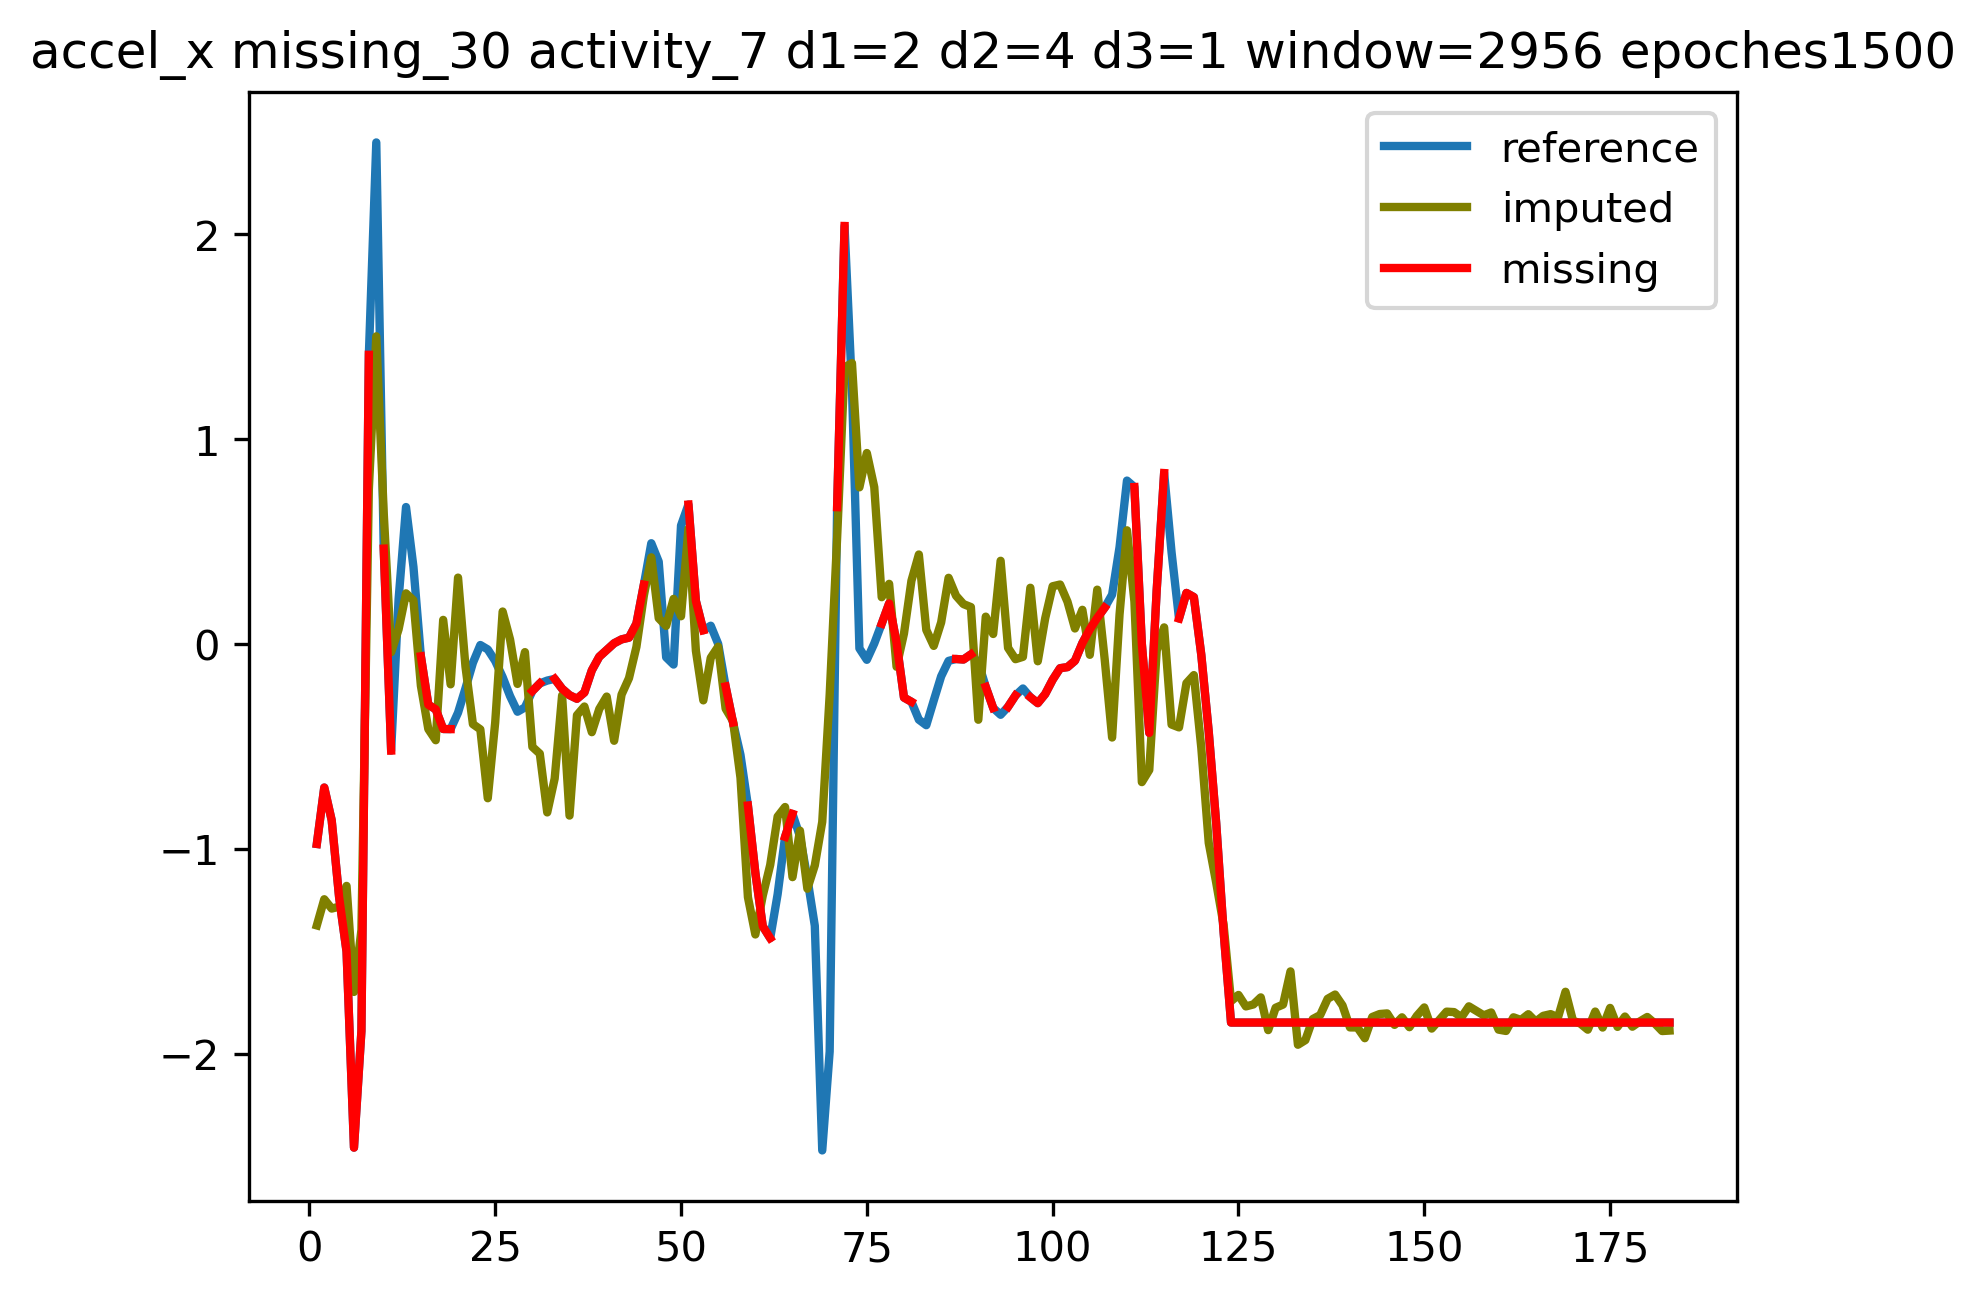 accel_x missing_30 activity_7 d1=2 d2=4 d3=1 window=2956 epoches1500
reference
imputed
missing
2
1
0
−1
−2
0 25 50 75 100 125 150 175